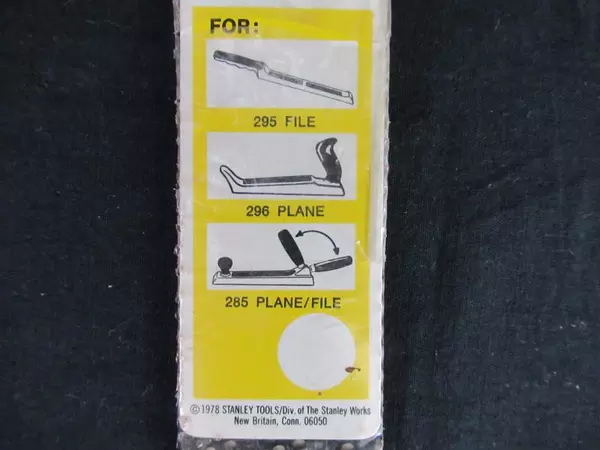 FOR:
295 FILE
296 PLANE
285 PLANE/FILE
©1978 STANLEY TOOLS/Div. of The Stanley Works
New Britain, Conn. 06050